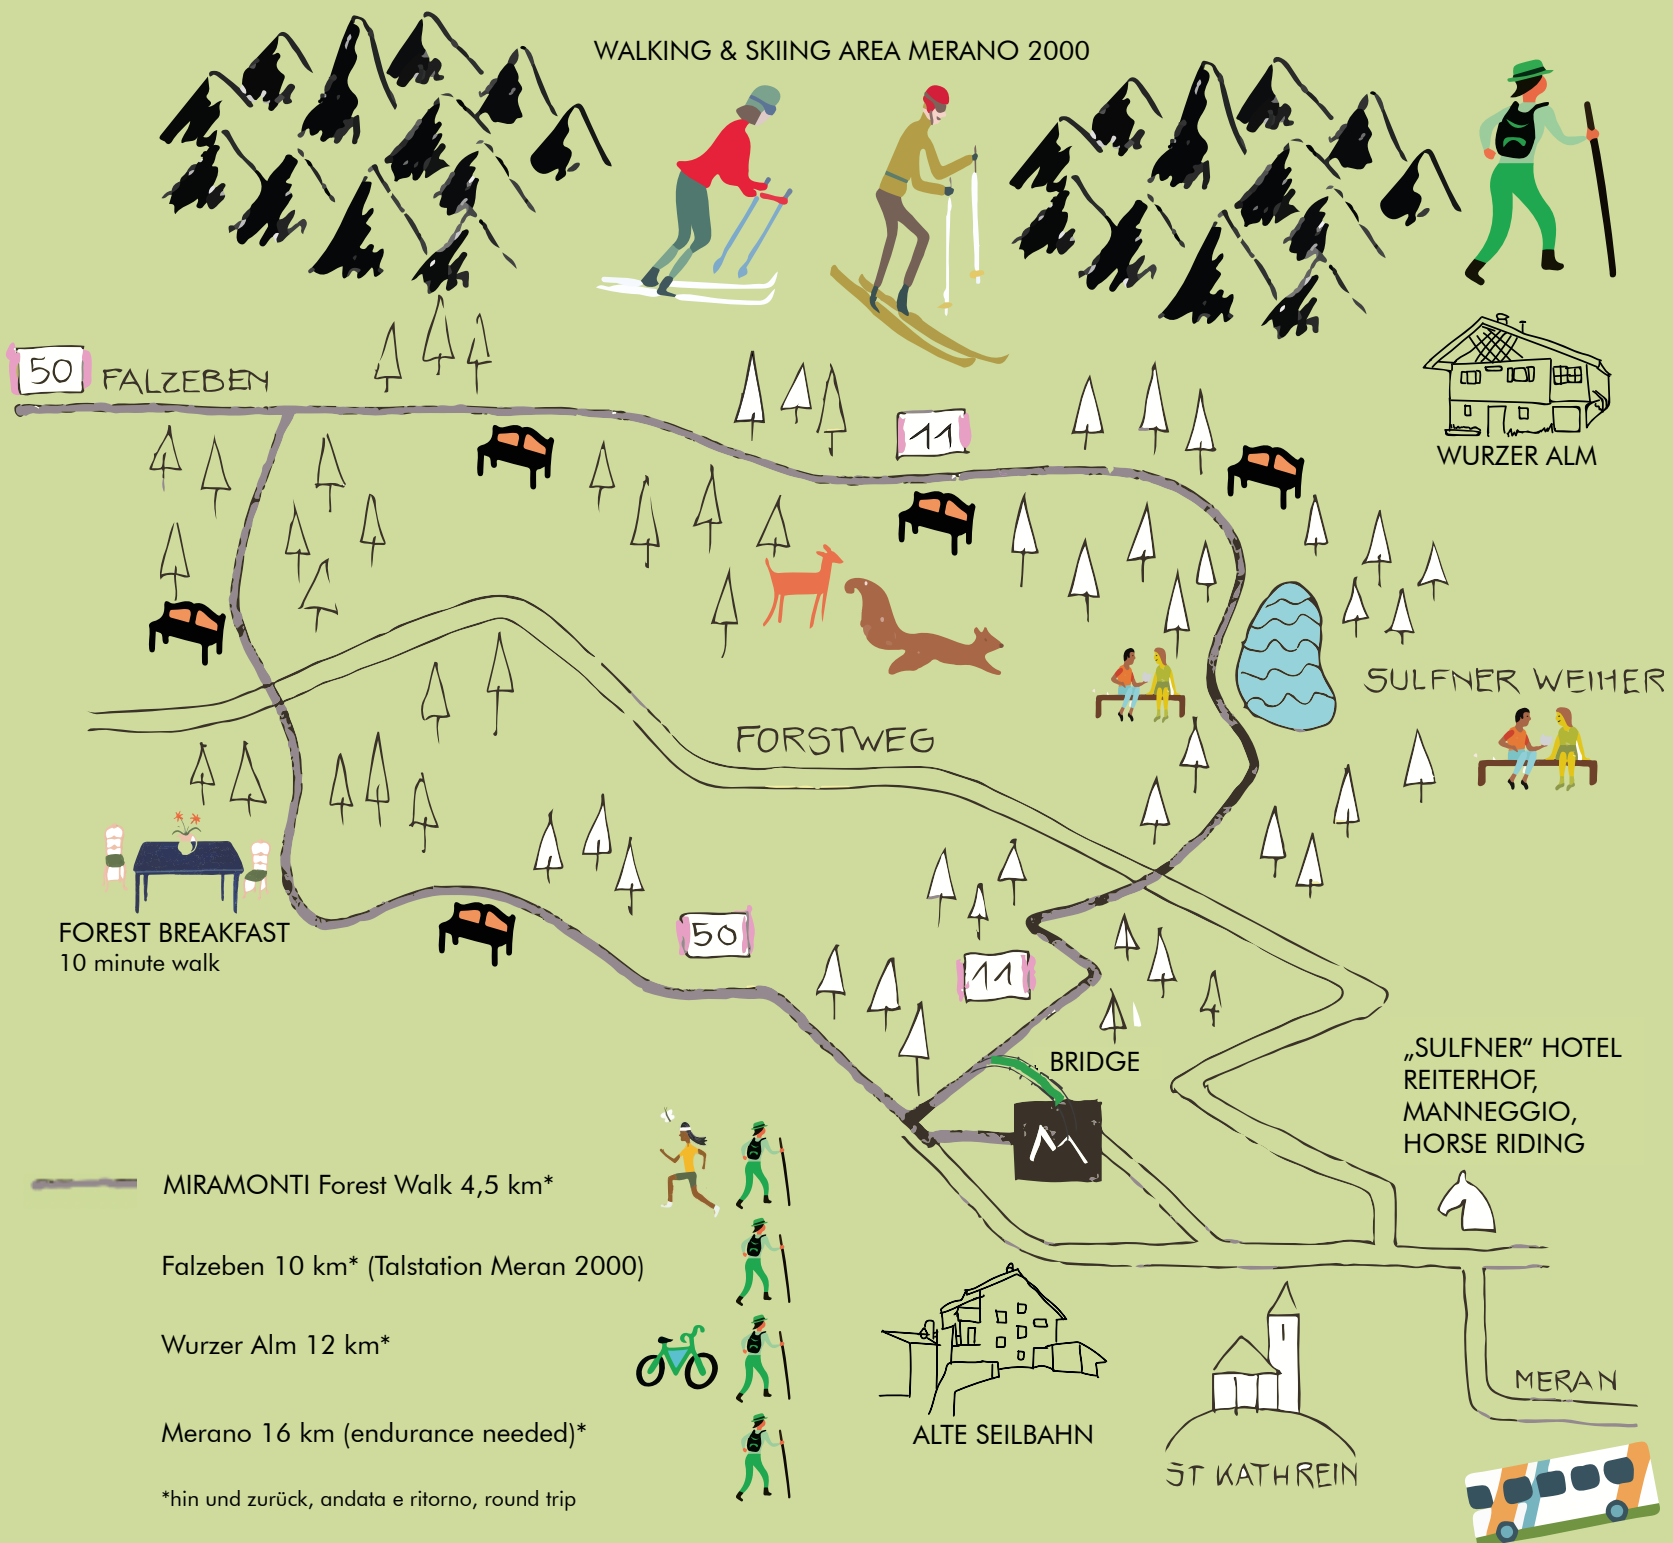 WALKING & SKIING AREA MERANO 2000
50
FALZEBEN
11
WURZER ALM
SULFNER WEIHER
FORSTWEG
FOREST BREAKFAST
10 minute walk
50
11
BRIDGE
„SULFNER“ HOTEL
REITERHOF,
MANNEGGIO,
HORSE RIDING
M
MIRAMONTI Forest Walk 4,5 km*
Falzeben 10 km* (Talstation Meran 2000)
Wurzer Alm 12 km*
Merano 16 km (endurance needed)*
*hin und zurück, andata e ritorno, round trip
ALTE SEILBAHN
ST KATHREIN
MERAN